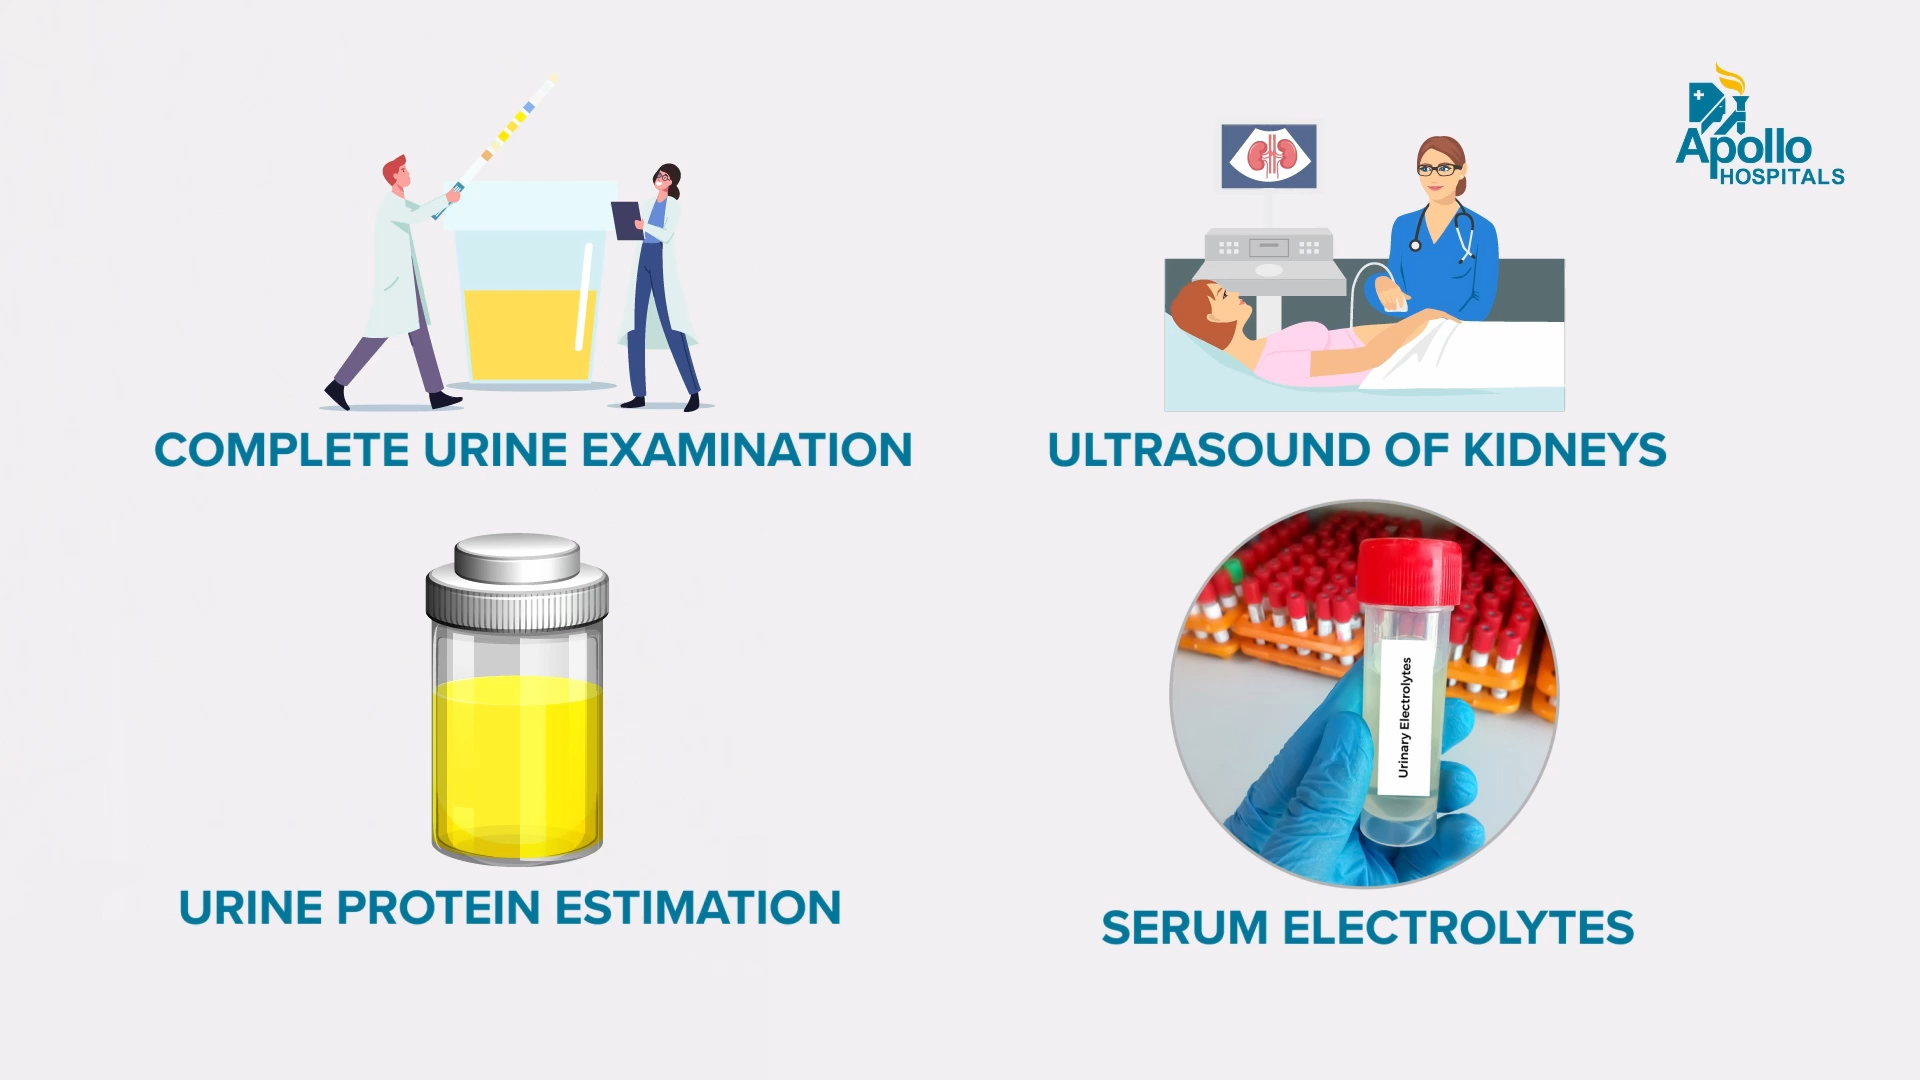 Apollo
HOSPITALS
COMPLETE URINE EXAMINATION
ULTRASOUND OF KIDNEYS
Urinary Electrolytes
URINE PROTEIN ESTIMATION
SERUM ELECTROLYTES